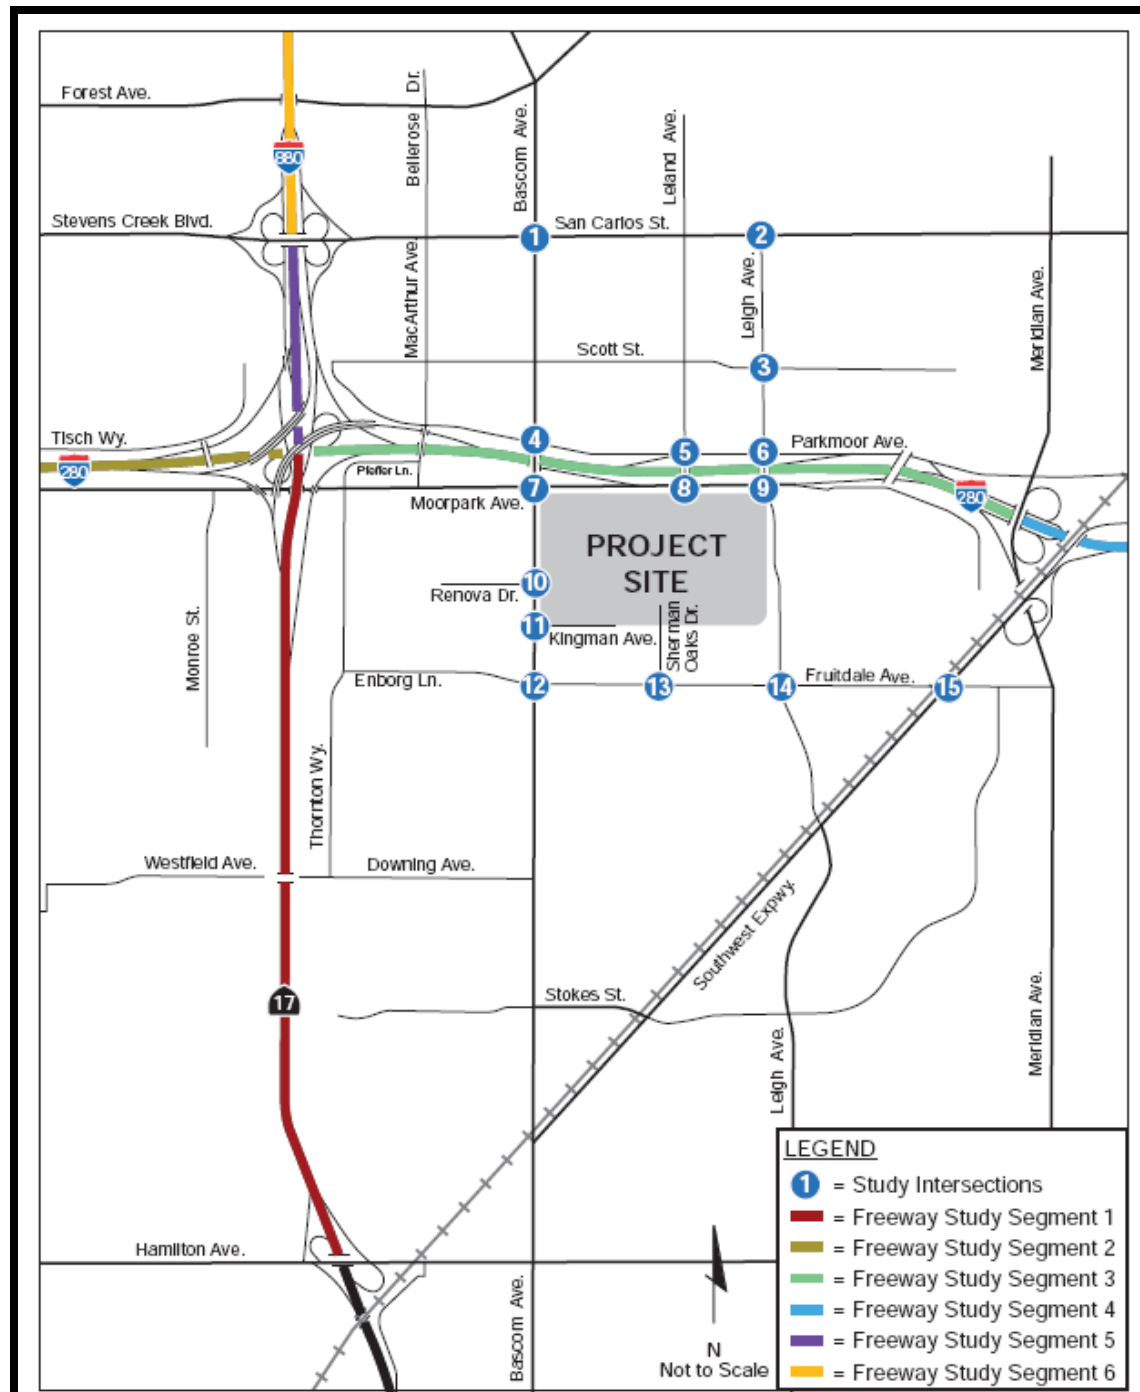 Forest Ave.
Bellerose Dr.
Bascom Ave.
Leland Ave.
880
Stevens Creek Blvd.
San Carlos St.
1
2
MacArthur Ave.
Leigh Ave.
Meridian Ave.
Scott St.
3
Tisch Wy.
4
5
6
Parkmoor Ave.
280
Pfeffer Ln.
Moorpark Ave.
7
8
9
280
PROJECT
SITE
Renova Dr.
10
11
Kingman Ave.
Sherman
Oaks Dr.
Monroe St.
Enborg Ln.
12
13
14
Fruitdale Ave.
15
Thornton Wy.
Westfield Ave.
Downing Ave.
Southwest Expwy.
17
Stokes St.
Leigh Ave.
Meridian Ave.
Hamilton Ave.
Bascom Ave.
N
Not to Scale
LEGEND
1 = Study Intersections
= Freeway Study Segment 1
= Freeway Study Segment 2
= Freeway Study Segment 3
= Freeway Study Segment 4
= Freeway Study Segment 5
= Freeway Study Segment 6